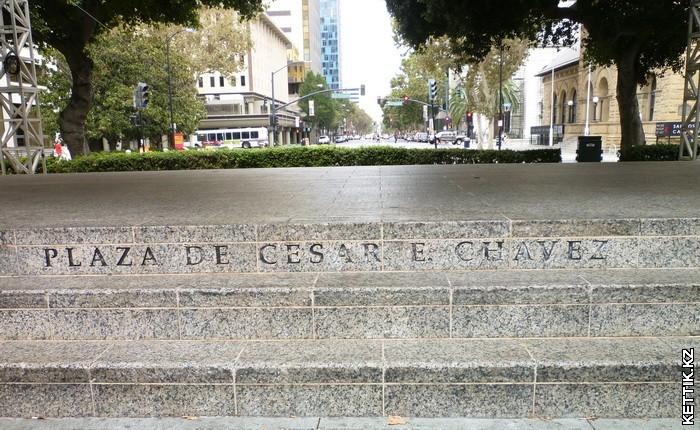 PLAZA DE CESAR E. CHAVEZ
KETTIK.KZ